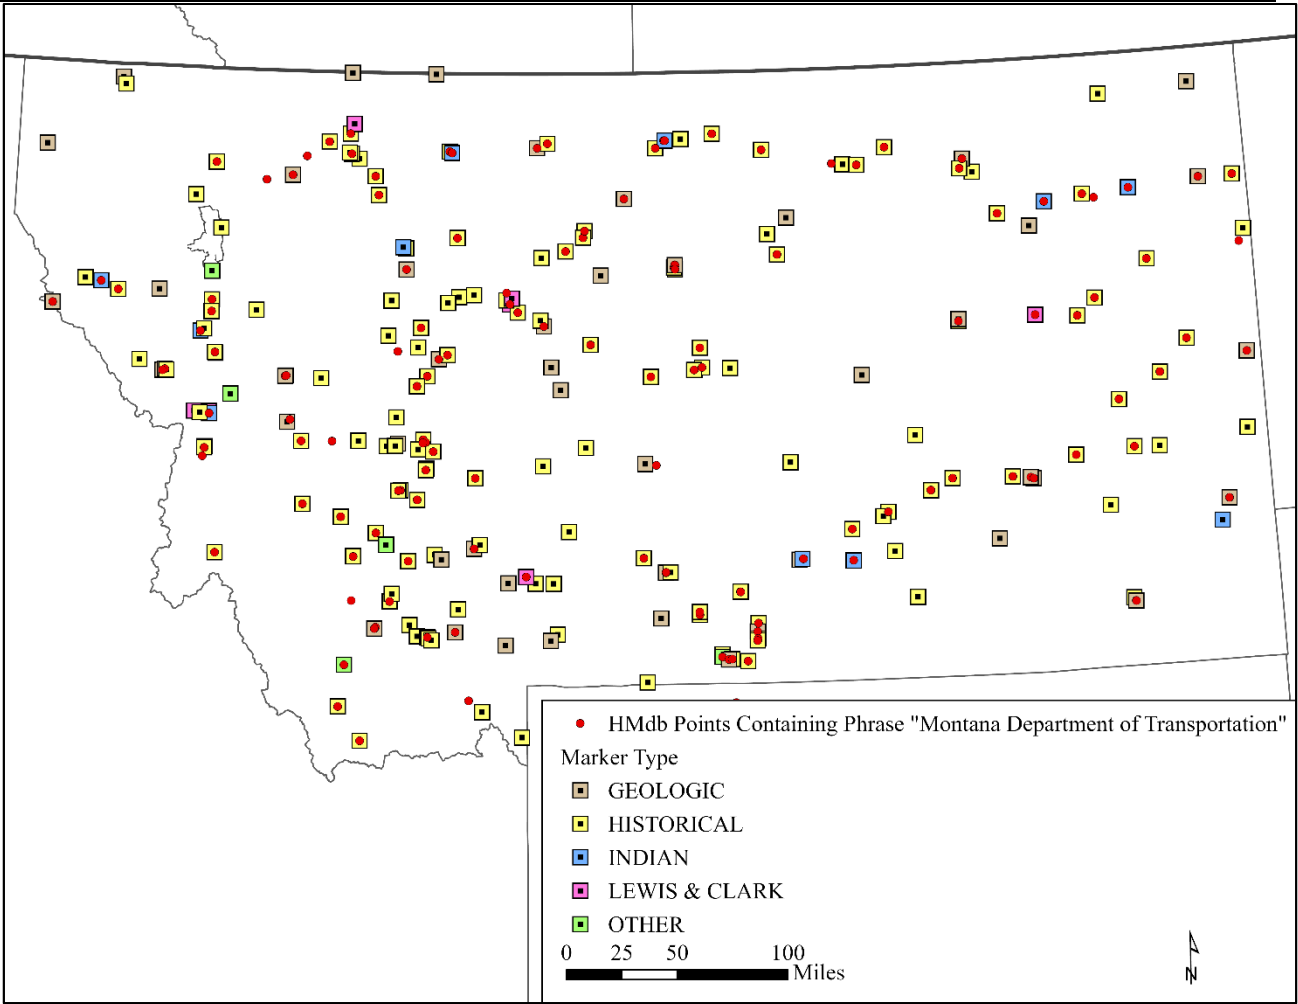 HMdb Points Containing Phrase "Montana Department of Transportation"
Marker Type
GEOLOGIC
HISTORICAL
INDIAN
LEWIS & CLARK
OTHER
0 25 50 100
Miles
N